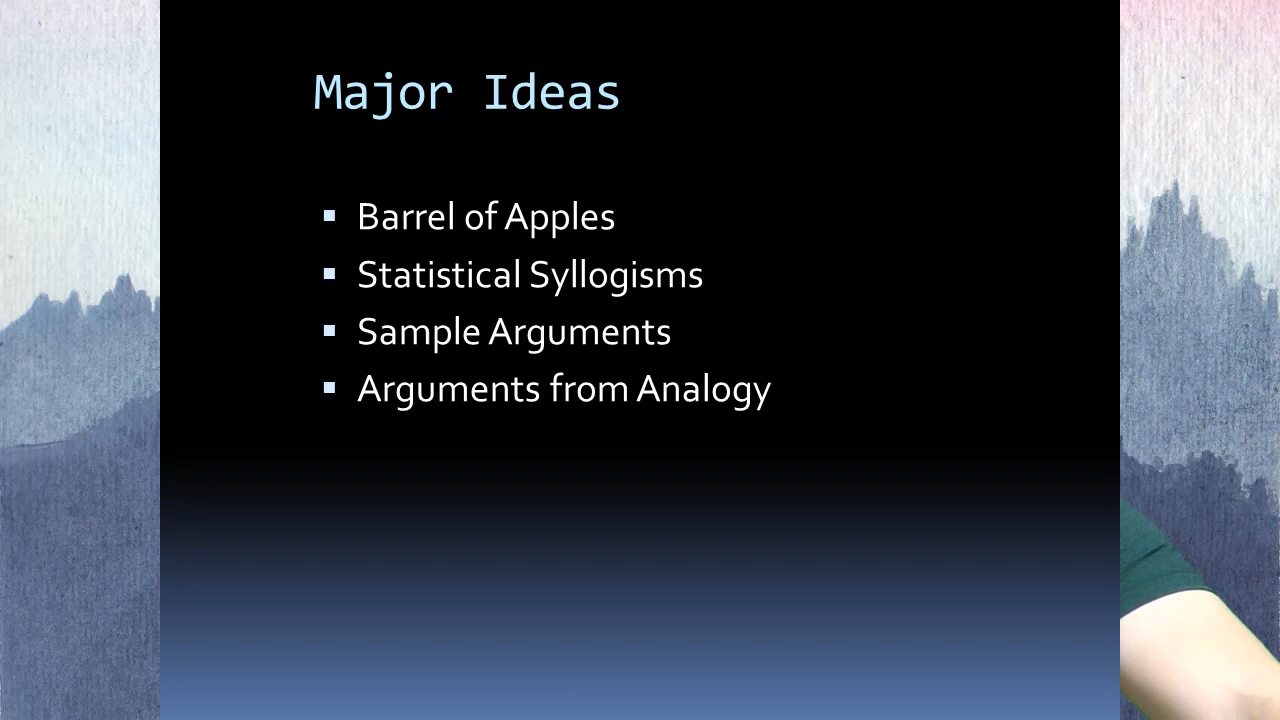 Major Ideas
Barrel of Apples
Statistical Syllogisms
Sample Arguments
Arguments from Analogy